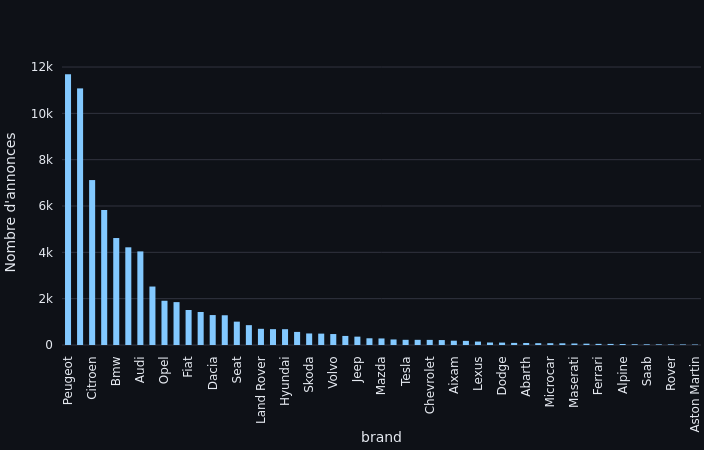 Nombre d'annonces
12k
10k
8k
6k
4k
2k
0
Peugeot
Citroen
Bmw
Audi
Opel
Fiat
Dacia
Seat
Land Rover
Hyundai
Skoda
Volvo
Jeep
Mazda
Tesla
Chevrolet
Aixam
Lexus
Dodge
Abarth
Microcar
Maserati
Ferrari
Alpine
Saab
Rover
Aston Martin
brand